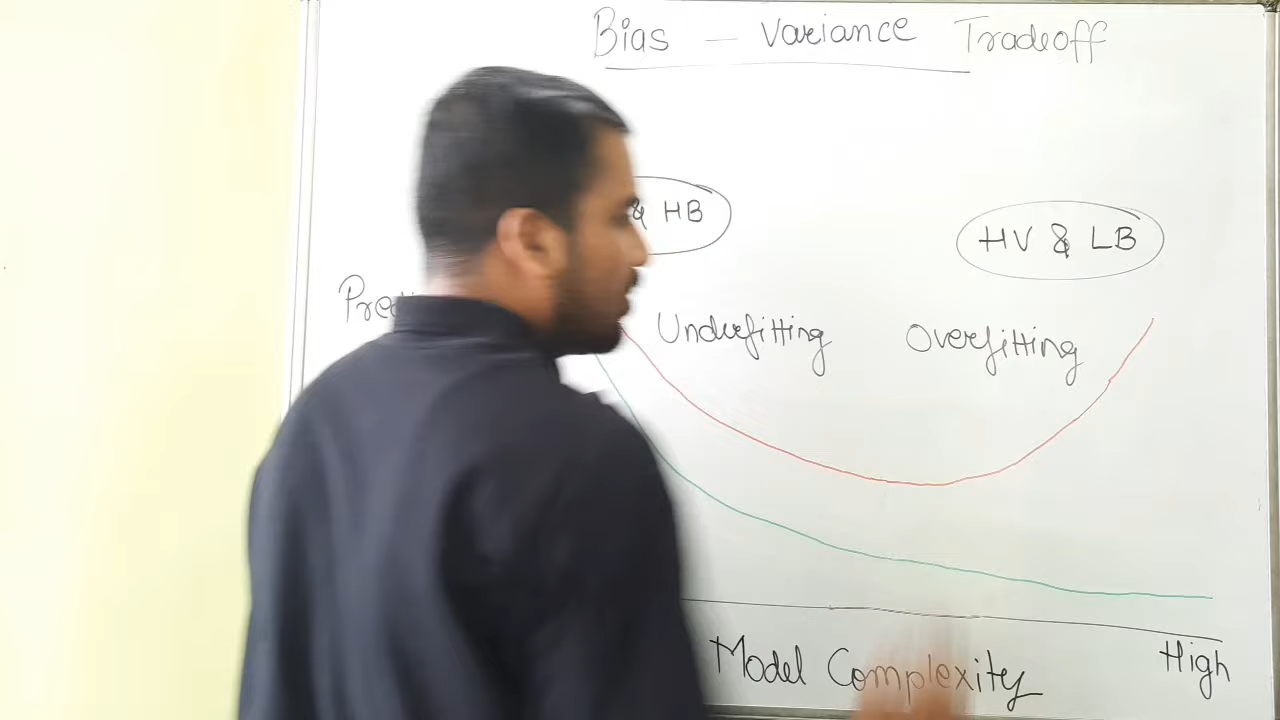 Bias - Variance Tradeoff
& HB
HV & LB
Underfitting
Overfitting
Model Complexity
High